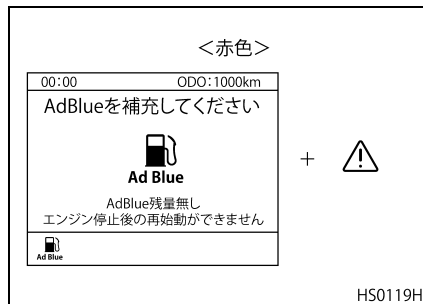 ＜赤色＞
00:00 ODO:1000km
AdBlueを補充してください
Ad Blue
AdBlue残量無し
エンジン停止後の再始動ができません
Ad Blue
+
HS0119H